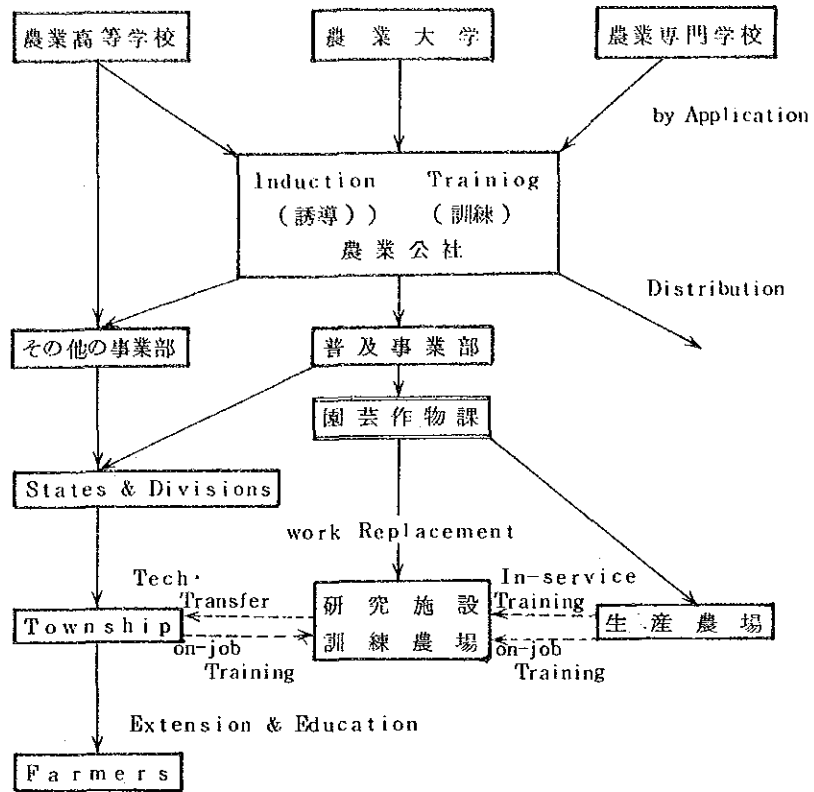 農業高等学校
農業大学
農業専門学校
by Application
Induction Trainiog
(誘導)) (訓練)
農業公社
Distribution
その他の事業部
普及事業部
園芸作物課
States & Divisions
work Replacement
Tech·
Transfer
研究施設
In-service
Training
Township
訓練農場
生産農場
on-job
Training
on-job
Training
Extension & Education
Farmers